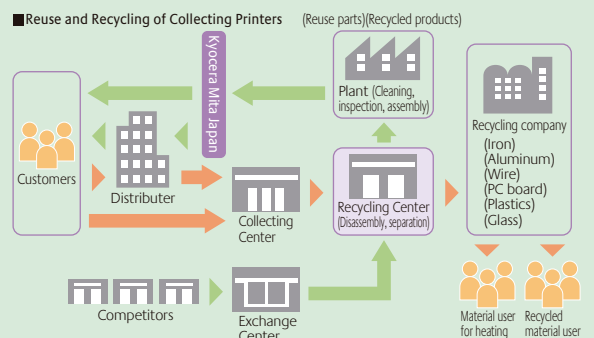 ■Reuse and Recycling of Collecting Printers (Reuse parts)(Recycled products)
Kyocera Mita Japan
Plant (Cleaning,
inspection, assembly)
Customers
Distributer
Collecting
Center
Recycling Center
(Disassembly, separation)
Recycling company
(Iron)
(Aluminum)
(Wire)
(PC board)
(Plastics)
(Glass)
Competitors
Exchange
Center
Material user
for heating
Recycled
material user